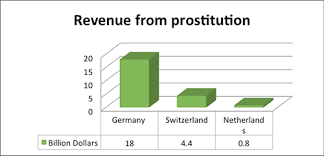 Revenue from prostitution
20
15
10
5
0
Germany Switzerland Netherland
s
Billion Dollars 18 4.4 0.8